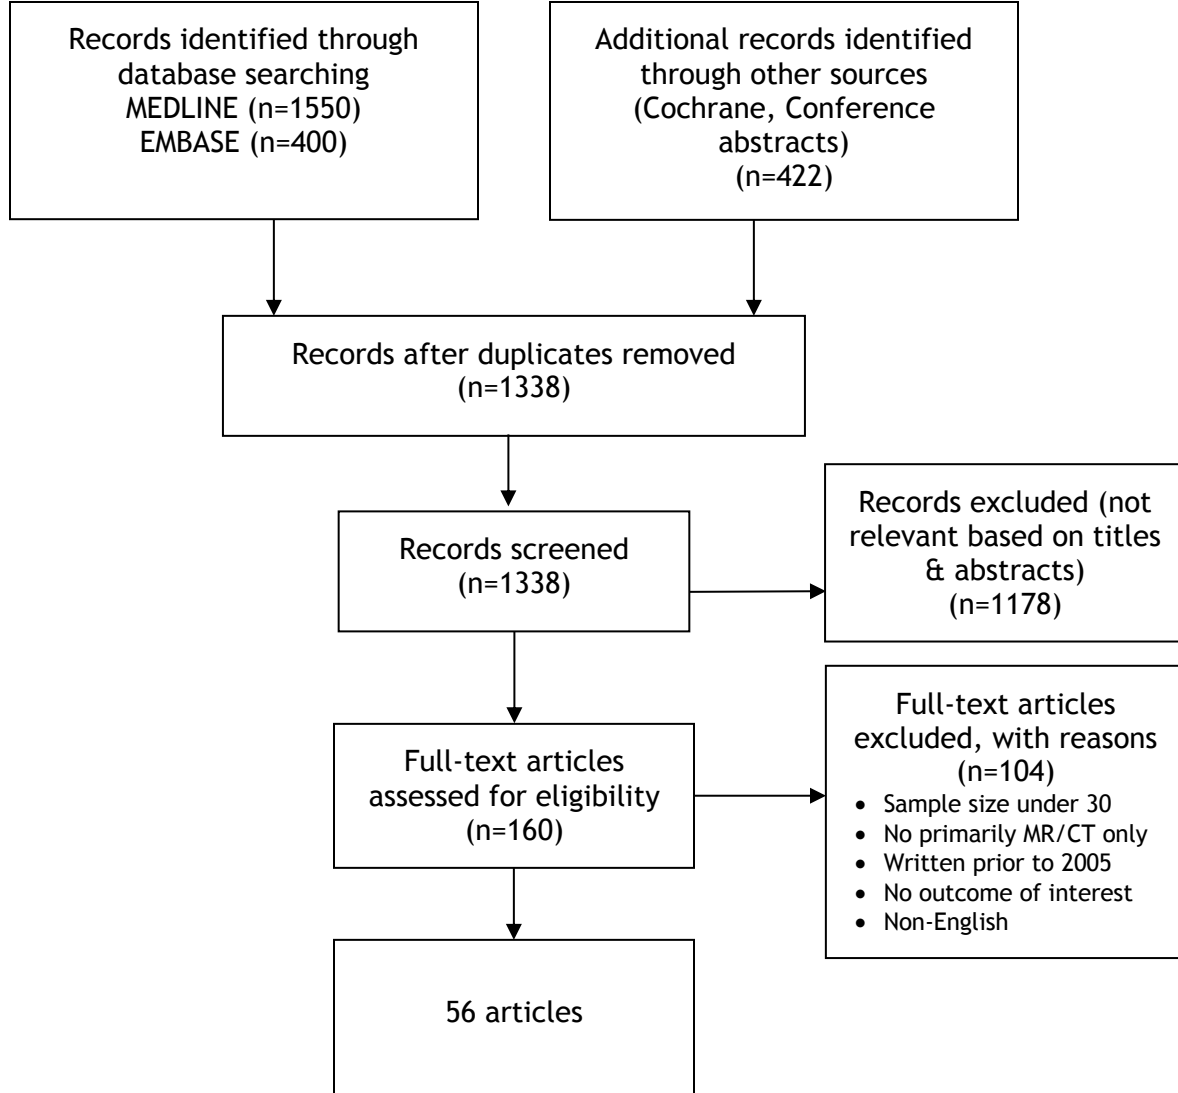 Records identified through
database searching
MEDLINE (n=1550)
EMBASE (n=400)
Additional records identified
through other sources
(Cochrane, Conference
abstracts)
(n=422)
Records after duplicates removed
(n=1338)
Records screened
(n=1338)
Records excluded (not
relevant based on titles
& abstracts)
(n=1178)
Full-text articles
assessed for eligibility
(n=160)
Full-text articles
excluded, with reasons
(n=104)
• Sample size under 30
• No primarily MR/CT only
• Written prior to 2005
• No outcome of interest
• Non-English
56 articles